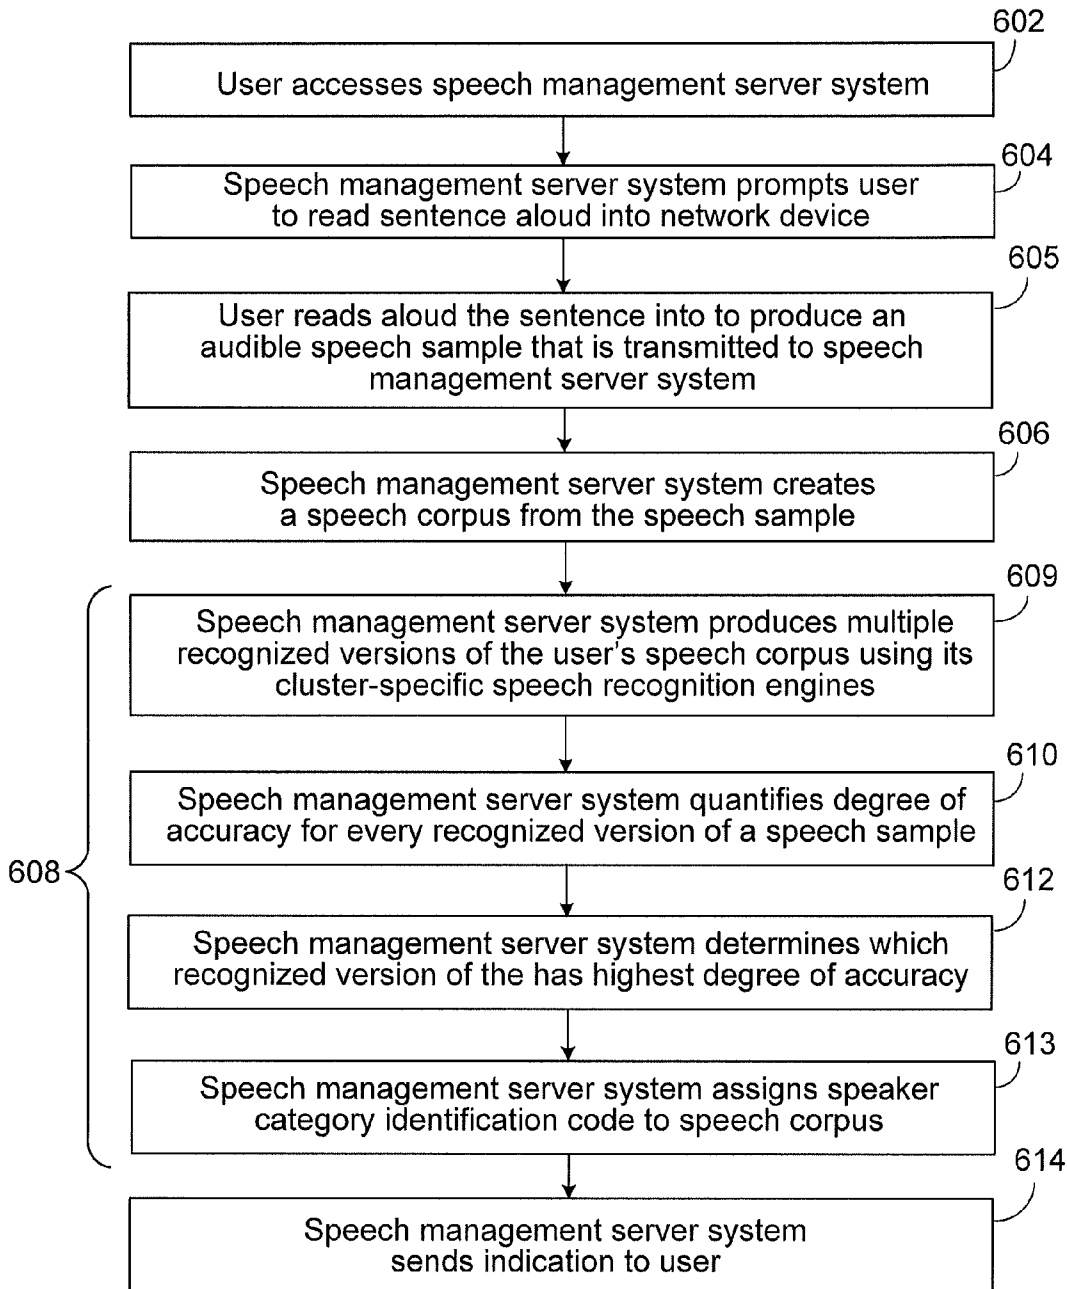 602
User accesses speech management server system
604
Speech management server system prompts user
to read sentence aloud into network device
605
User reads aloud the sentence into to produce an
audible speech sample that is transmitted to speech
management server system
606
Speech management server system creates
a speech corpus from the speech sample
609
Speech management server system produces multiple
recognized versions of the user's speech corpus using its
cluster-specific speech recognition engines
610
Speech management server system quantifies degree of
accuracy for every recognized version of a speech sample
608
612
Speech management server system determines which
recognized version of the has highest degree of accuracy
613
Speech management server system assigns speaker
category identification code to speech corpus
614
Speech management server system
sends indication to user